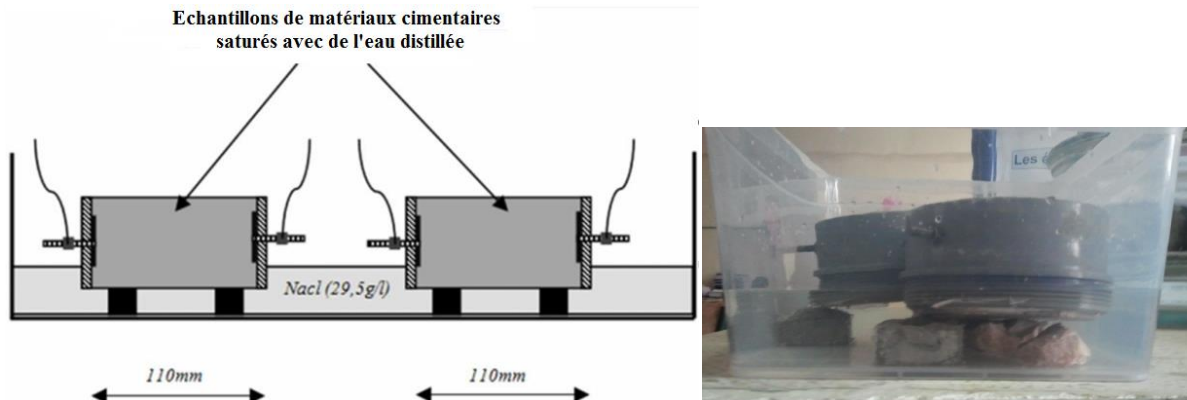 Echantillons de matériaux cimentaires
saturés avec de l'eau distillée
Nacl (29,5g/l)
110mm
110mm
Les